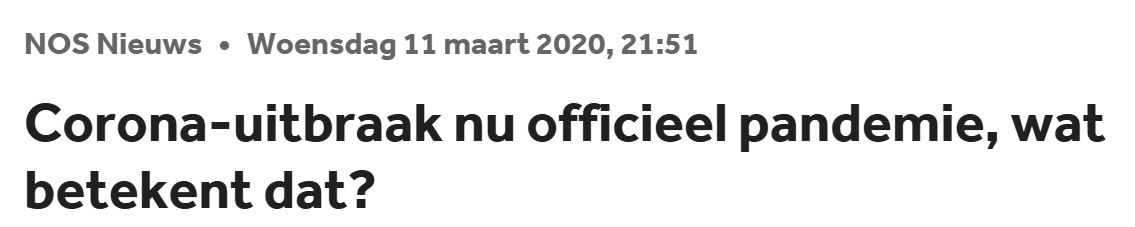 NOS Nieuws • Woensdag 11 maart 2020, 21:51
Corona-uitbraak nu officieel pandemie, wat
betekent dat?